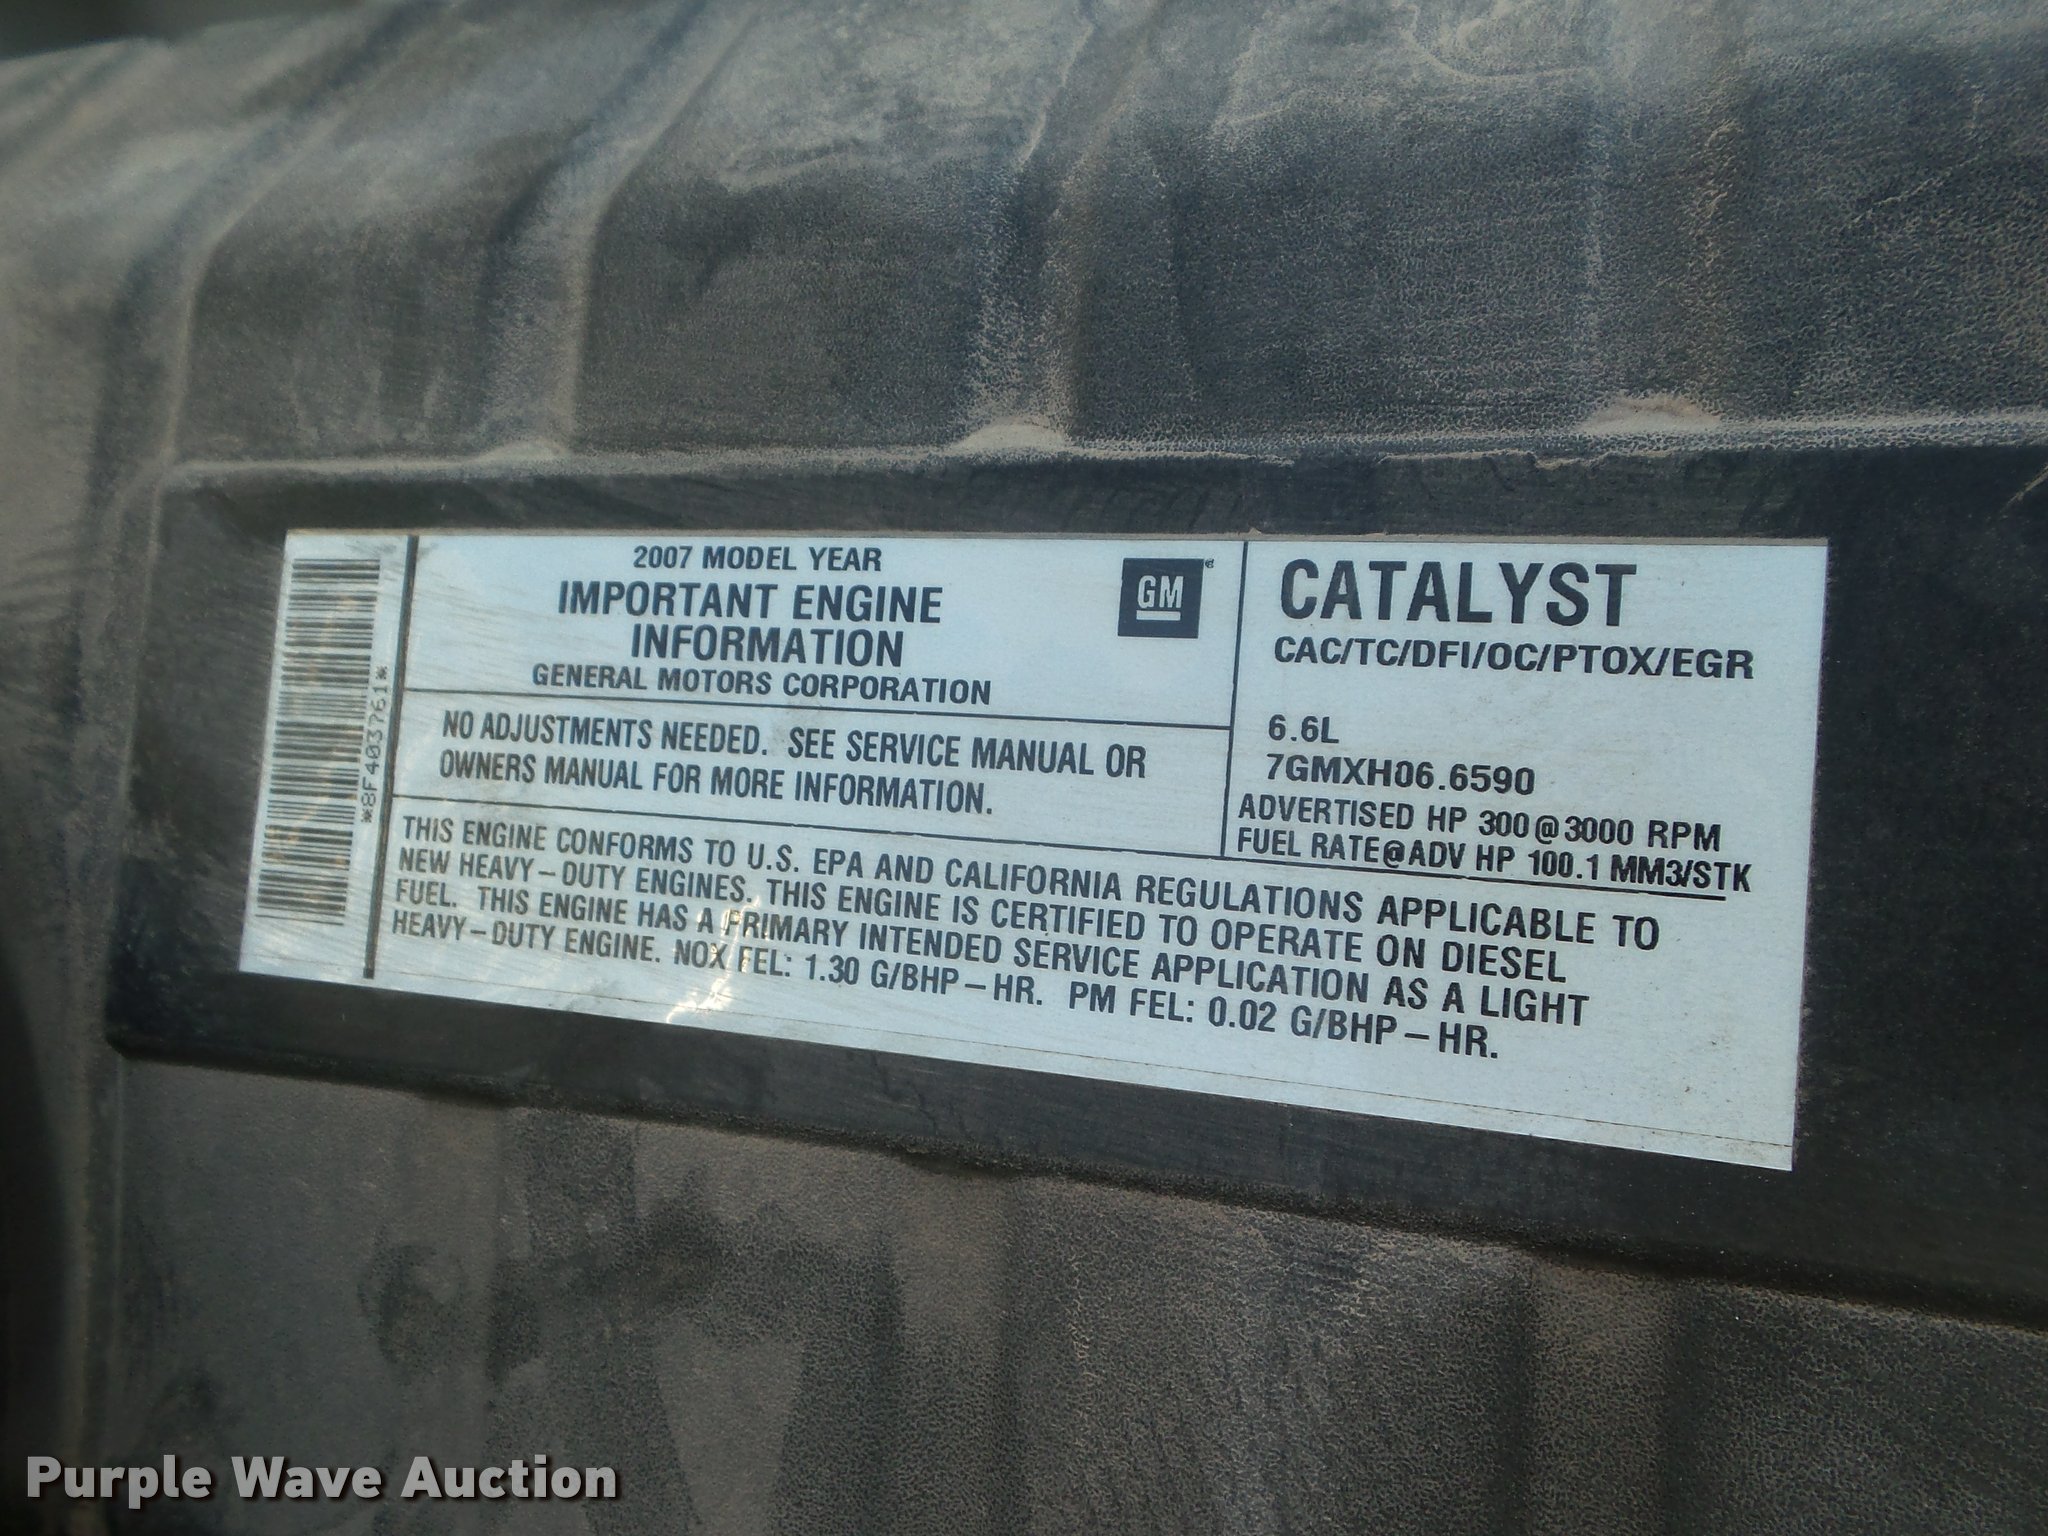 *8F403761*
2007 MODEL YEAR
IMPORTANT ENGINE
INFORMATION
GENERAL MOTORS CORPORATION
GM
NO ADJUSTMENTS NEEDED. SEE SERVICE MANUAL OR
OWNERS MANUAL FOR MORE INFORMATION.
CATALYST
CAC/TC/DFI/OC/PTOX/EGR
6.6L
7GMXH06.6590
ADVERTISED HP 300@3000 RPM
FUEL RATE@ADV HP 100.1 MM3/STK
THIS ENGINE CONFORMS TO U.S. EPA AND CALIFORNIA REGULATIONS APPLICABLE TO
NEW HEAVY-DUTY ENGINES. THIS ENGINE IS CERTIFIED TO OPERATE ON DIESEL
FUEL. THIS ENGINE HAS A PRIMARY INTENDED SERVICE APPLICATION AS A LIGHT
HEAVY-DUTY ENGINE. NOX FEL: 1.30 G/BHP-HR. PM FEL: 0.02 G/BHP-HR.
Purple Wave Auction